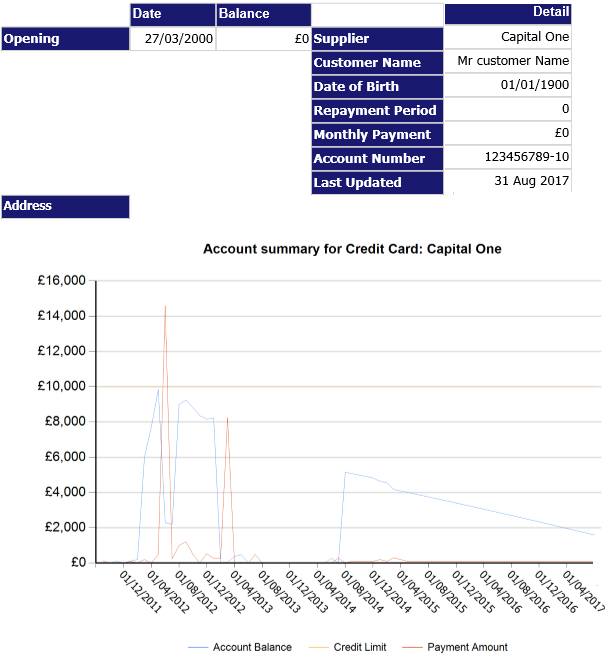 Date Balance Detail
Opening 27/03/2000 £0 Supplier Capital One
Customer Name Mr customer Name
Date of Birth 01/01/1900
Repayment Period 0
Monthly Payment £0
Account Number 123456789-10
Last Updated 31 Aug 2017
Address
Account summary for Credit Card: Capital One
£16,000
£14,000
£12,000
£10,000
£8,000
£6,000
£4,000
£2,000
£0
01/12/2011
01/04/2012
01/08/2012
01/12/2012
01/04/2013
01/08/2013
01/12/2013
01/04/2014
01/08/2014
01/12/2014
01/04/2015
01/08/2015
01/12/2015
01/04/2016
01/08/2016
01/12/2016
01/04/2017
Account Balance Credit Limit Payment Amount